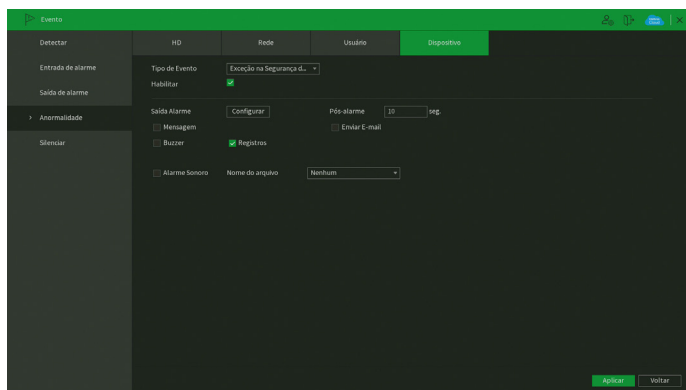 Evento
Detectar
HD
Rede
Usuário
Dispositivo
Entrada de alarme
Tipo de Evento
Exceção na Segurança d...
Habilitar
Saída de alarme
Anormalidade
Saída Alarme
Configurar
Pós-alarme
10
seg.
Mensagem
Enviar E-mail
Silenciar
Buzzer
Registros
Alarme Sonoro
Nome do arquivo
Nenhum
Aplicar
Voltar